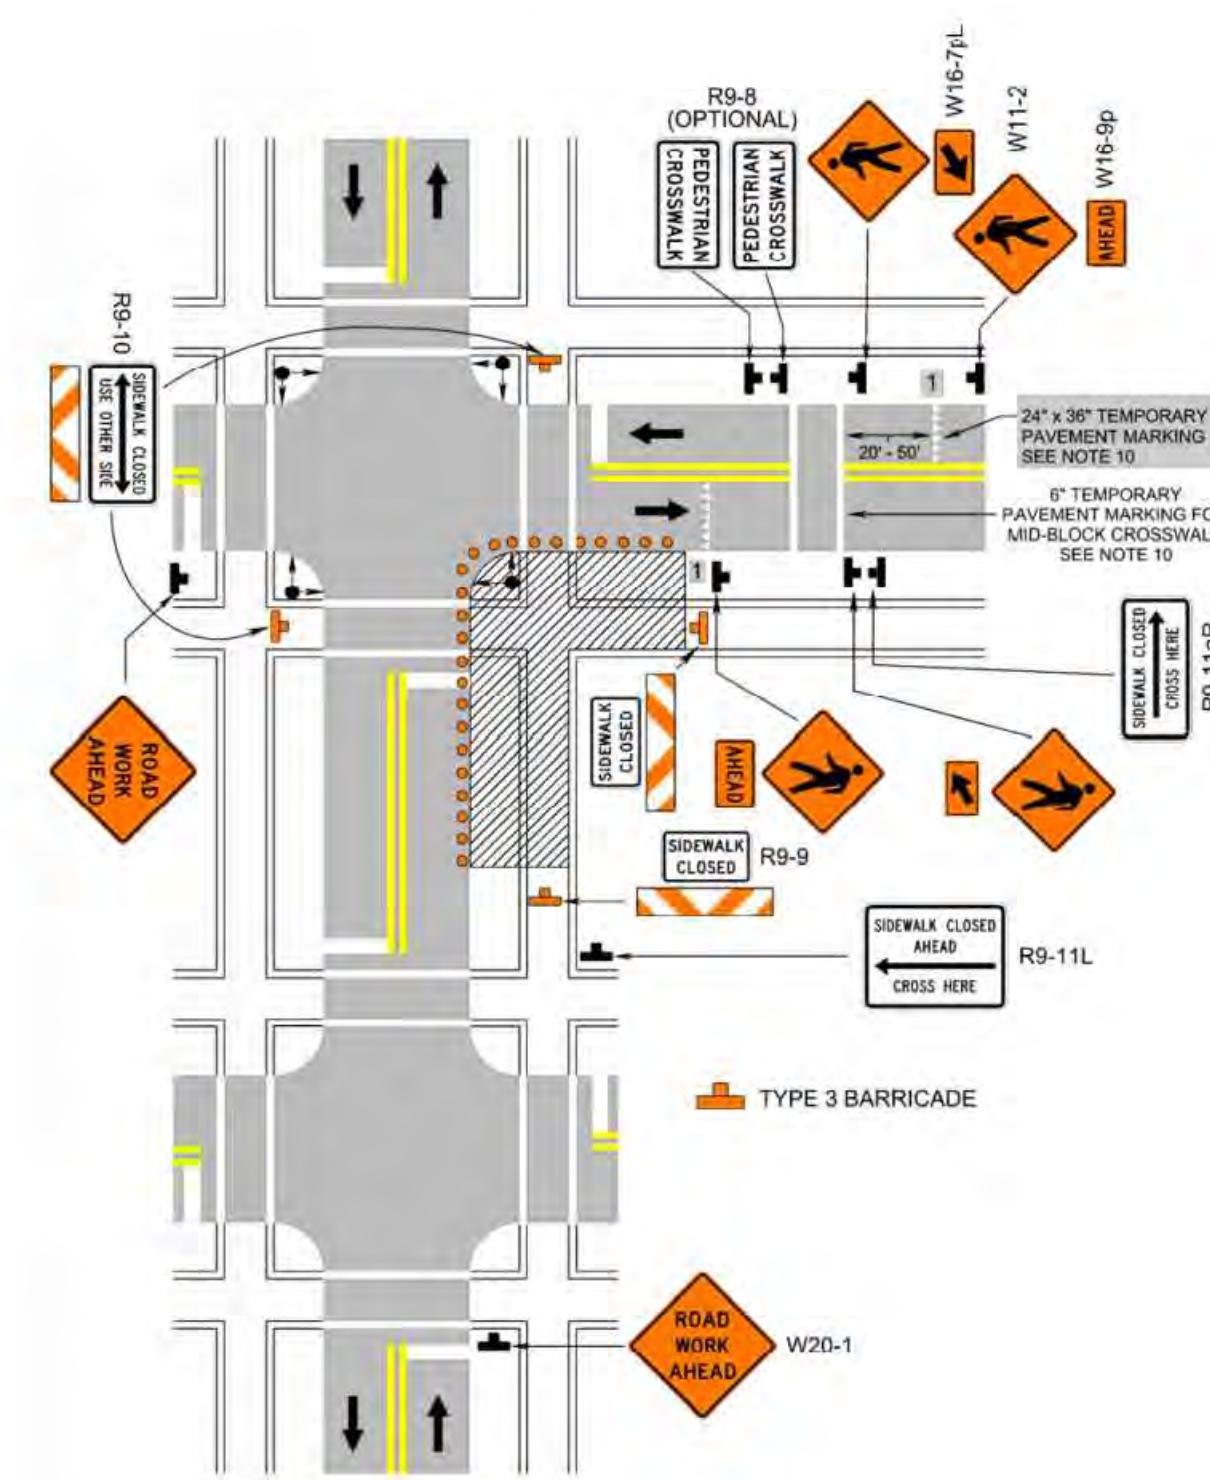 R9-8
(OPTIONAL)
PEDESTRIAN
CROSSWALK
PEDESTRIAN
CROSSWALK
W16-7pL
W11-2
W16-9p
AHEAD
R9-10
SIDEWALK CLOSED
USE OTHER SIDE
1
24" x 36" TEMPORARY
PAVEMENT MARKING
SEE NOTE 10
20' - 50'
6" TEMPORARY
PAVEMENT MARKING FO
MID-BLOCK CROSSWAL
SEE NOTE 10
1
SIDEWALK CLOSED
CROSS HERE
ROAD
WORK
AHEAD
SIDEWALK
CLOSED
AHEAD
SIDEWALK
CLOSED
R9-9
SIDEWALK CLOSED
AHEAD
CROSS HERE
R9-11L
TYPE 3 BARRICADE
ROAD
WORK
AHEAD
W20-1